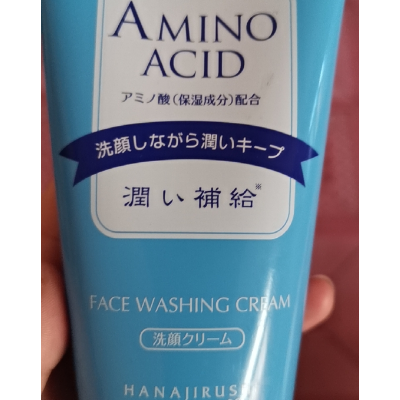 AMINO
ACID
アミノ酸(保湿成分)配合
洗顔しながら潤いキープ
潤い補給※
FACE WASHING CREAM
洗顔クリーム